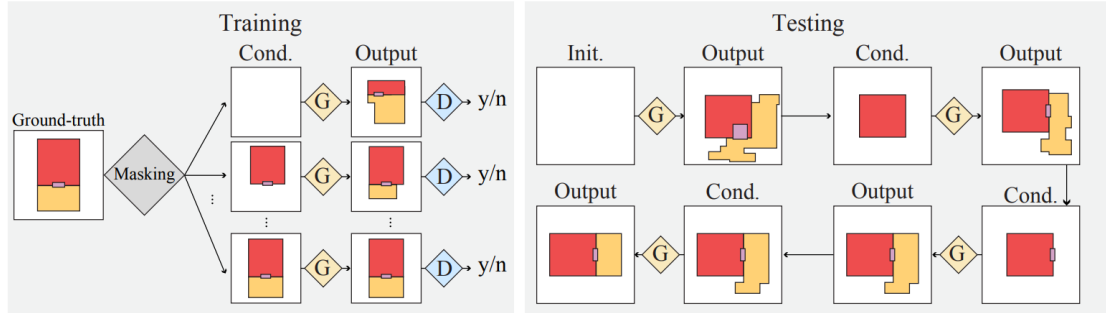 Training
Cond. Output
G D y/n
Ground-truth
Masking
G D y/n
...
... ...
G D y/n
Testing
Init. Output Cond. Output
G G
Output Cond. Output Cond.
G G